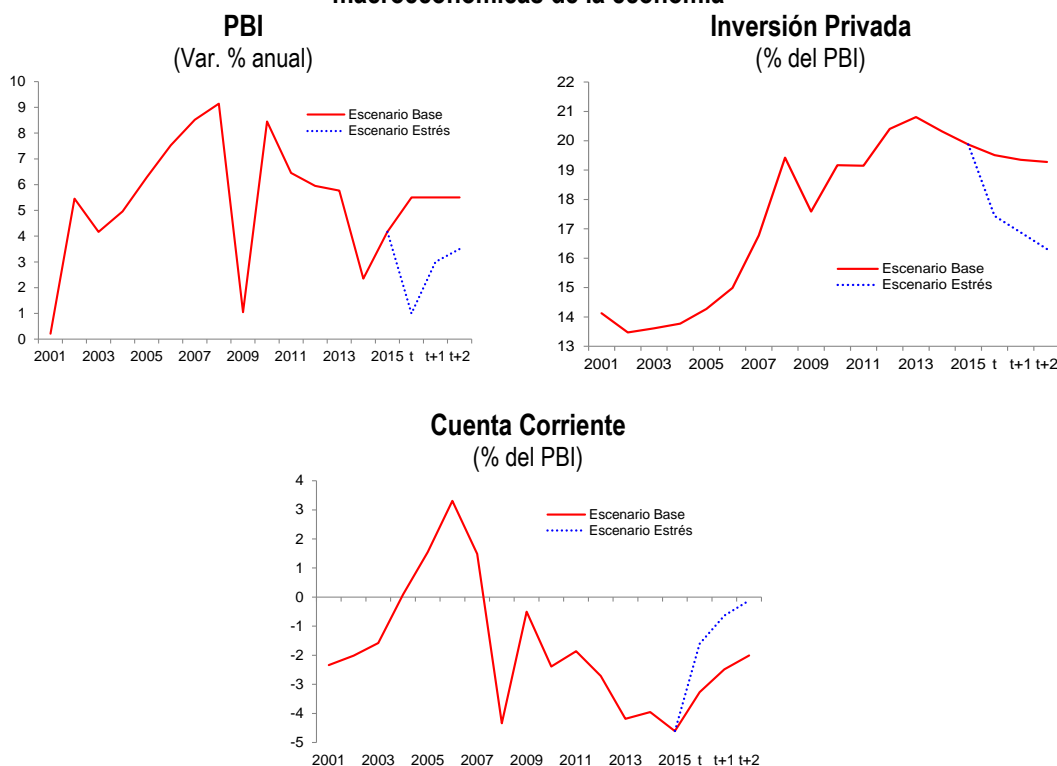 macroeconómicas de la economía
PBI
(Var. % anual)
10
9
8
7
6
5
4
3
2
1
0
Escenario Base
Escenario Estrés
2001 2003 2005 2007 2009 2011 2013 2015 t t+1 t+2
Inversión Privada
(% del PBI)
22
21
20
19
18
17
16
15
14
13
Escenario Base
Escenario Estrés
2001 2003 2005 2007 2009 2011 2013 2015 t t+1 t+2
Cuenta Corriente
(% del PBI)
4
3
2
1
0
-1
-2
-3
-4
-5
Escenario Base
Escenario Estrés
2001 2003 2005 2007 2009 2011 2013 2015 t t+1 t+2